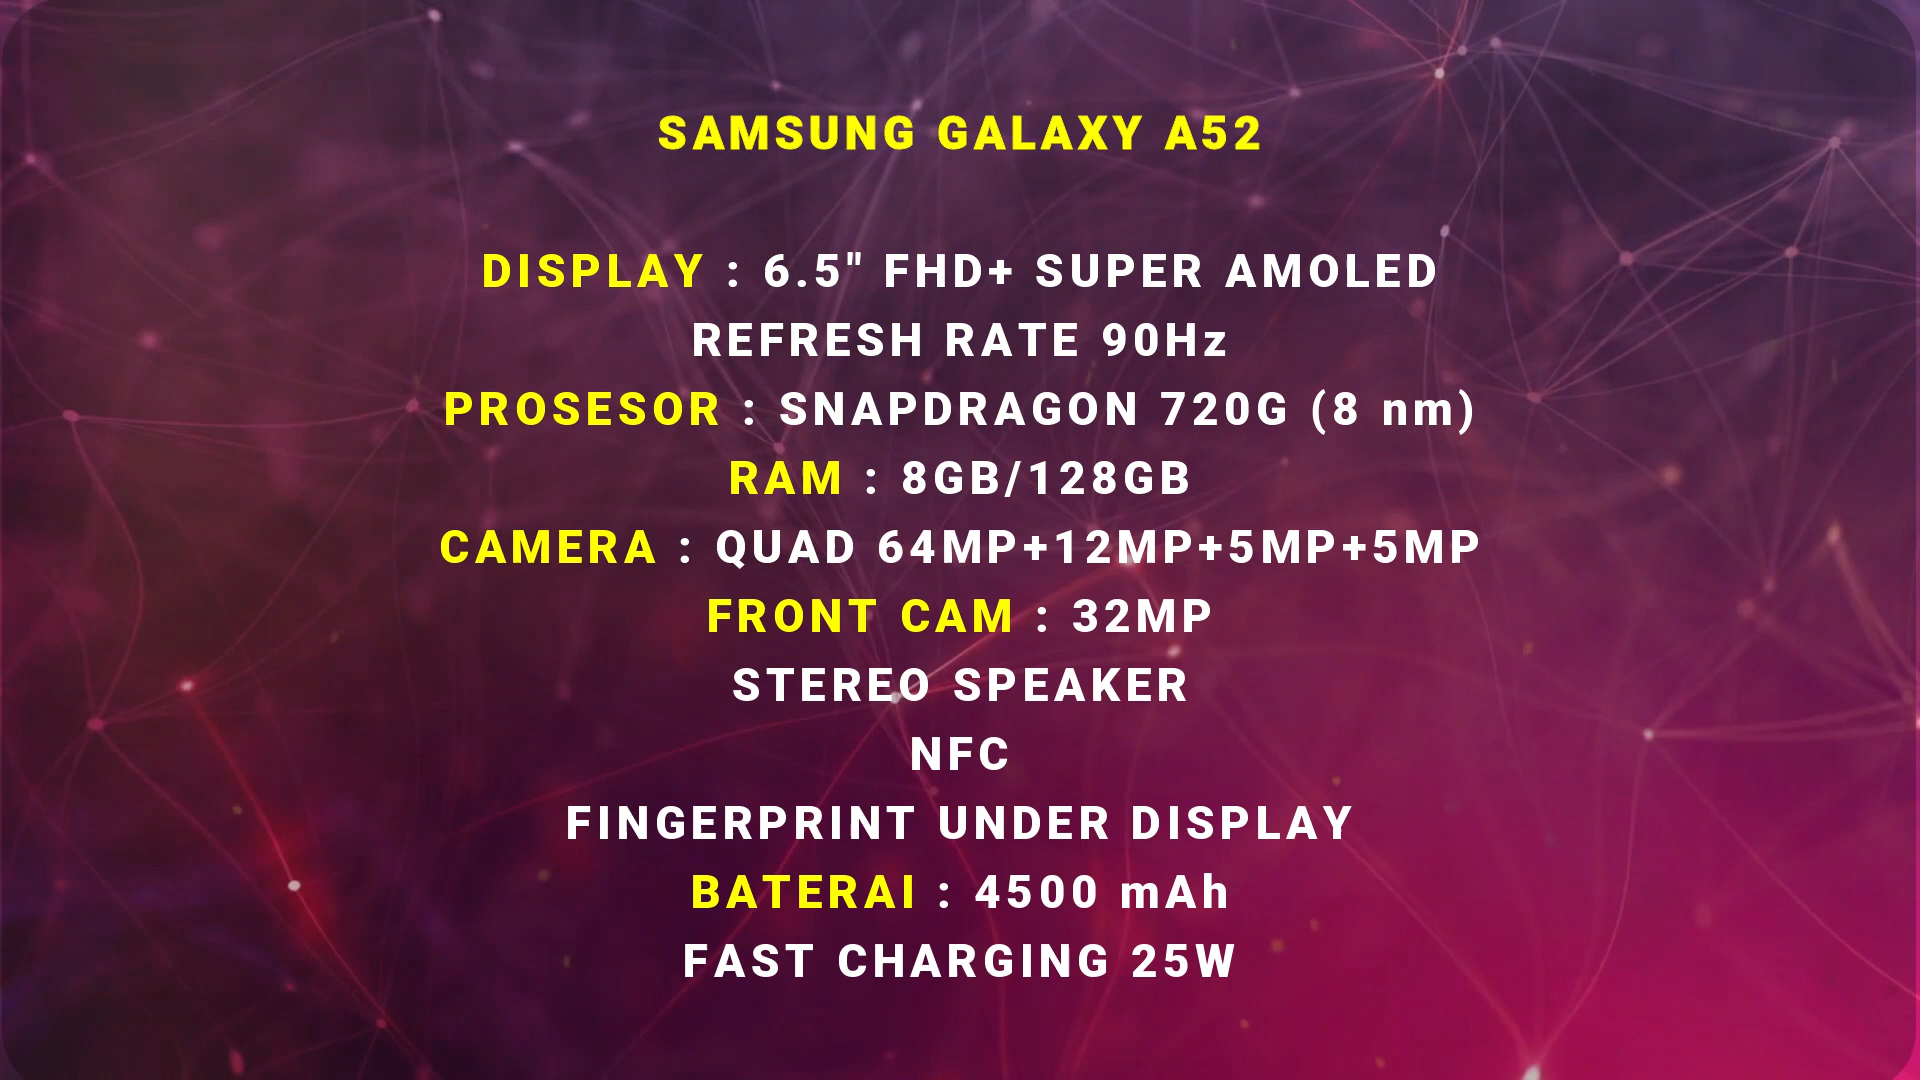 SAMSUNG GALAXY A52
DISPLAY : 6.5" FHD+ SUPER AMOLED
REFRESH RATE 90Hz
PROSESOR : SNAPDRAGON 720G (8 nm)
RAM : 8GB/128GB
CAMERA : QUAD 64MP+12MP+5MP+5MP
FRONT CAM : 32MP
STEREO SPEAKER
NFC
FINGERPRINT UNDER DISPLAY
BATERAI : 4500 mAh
FAST CHARGING 25W